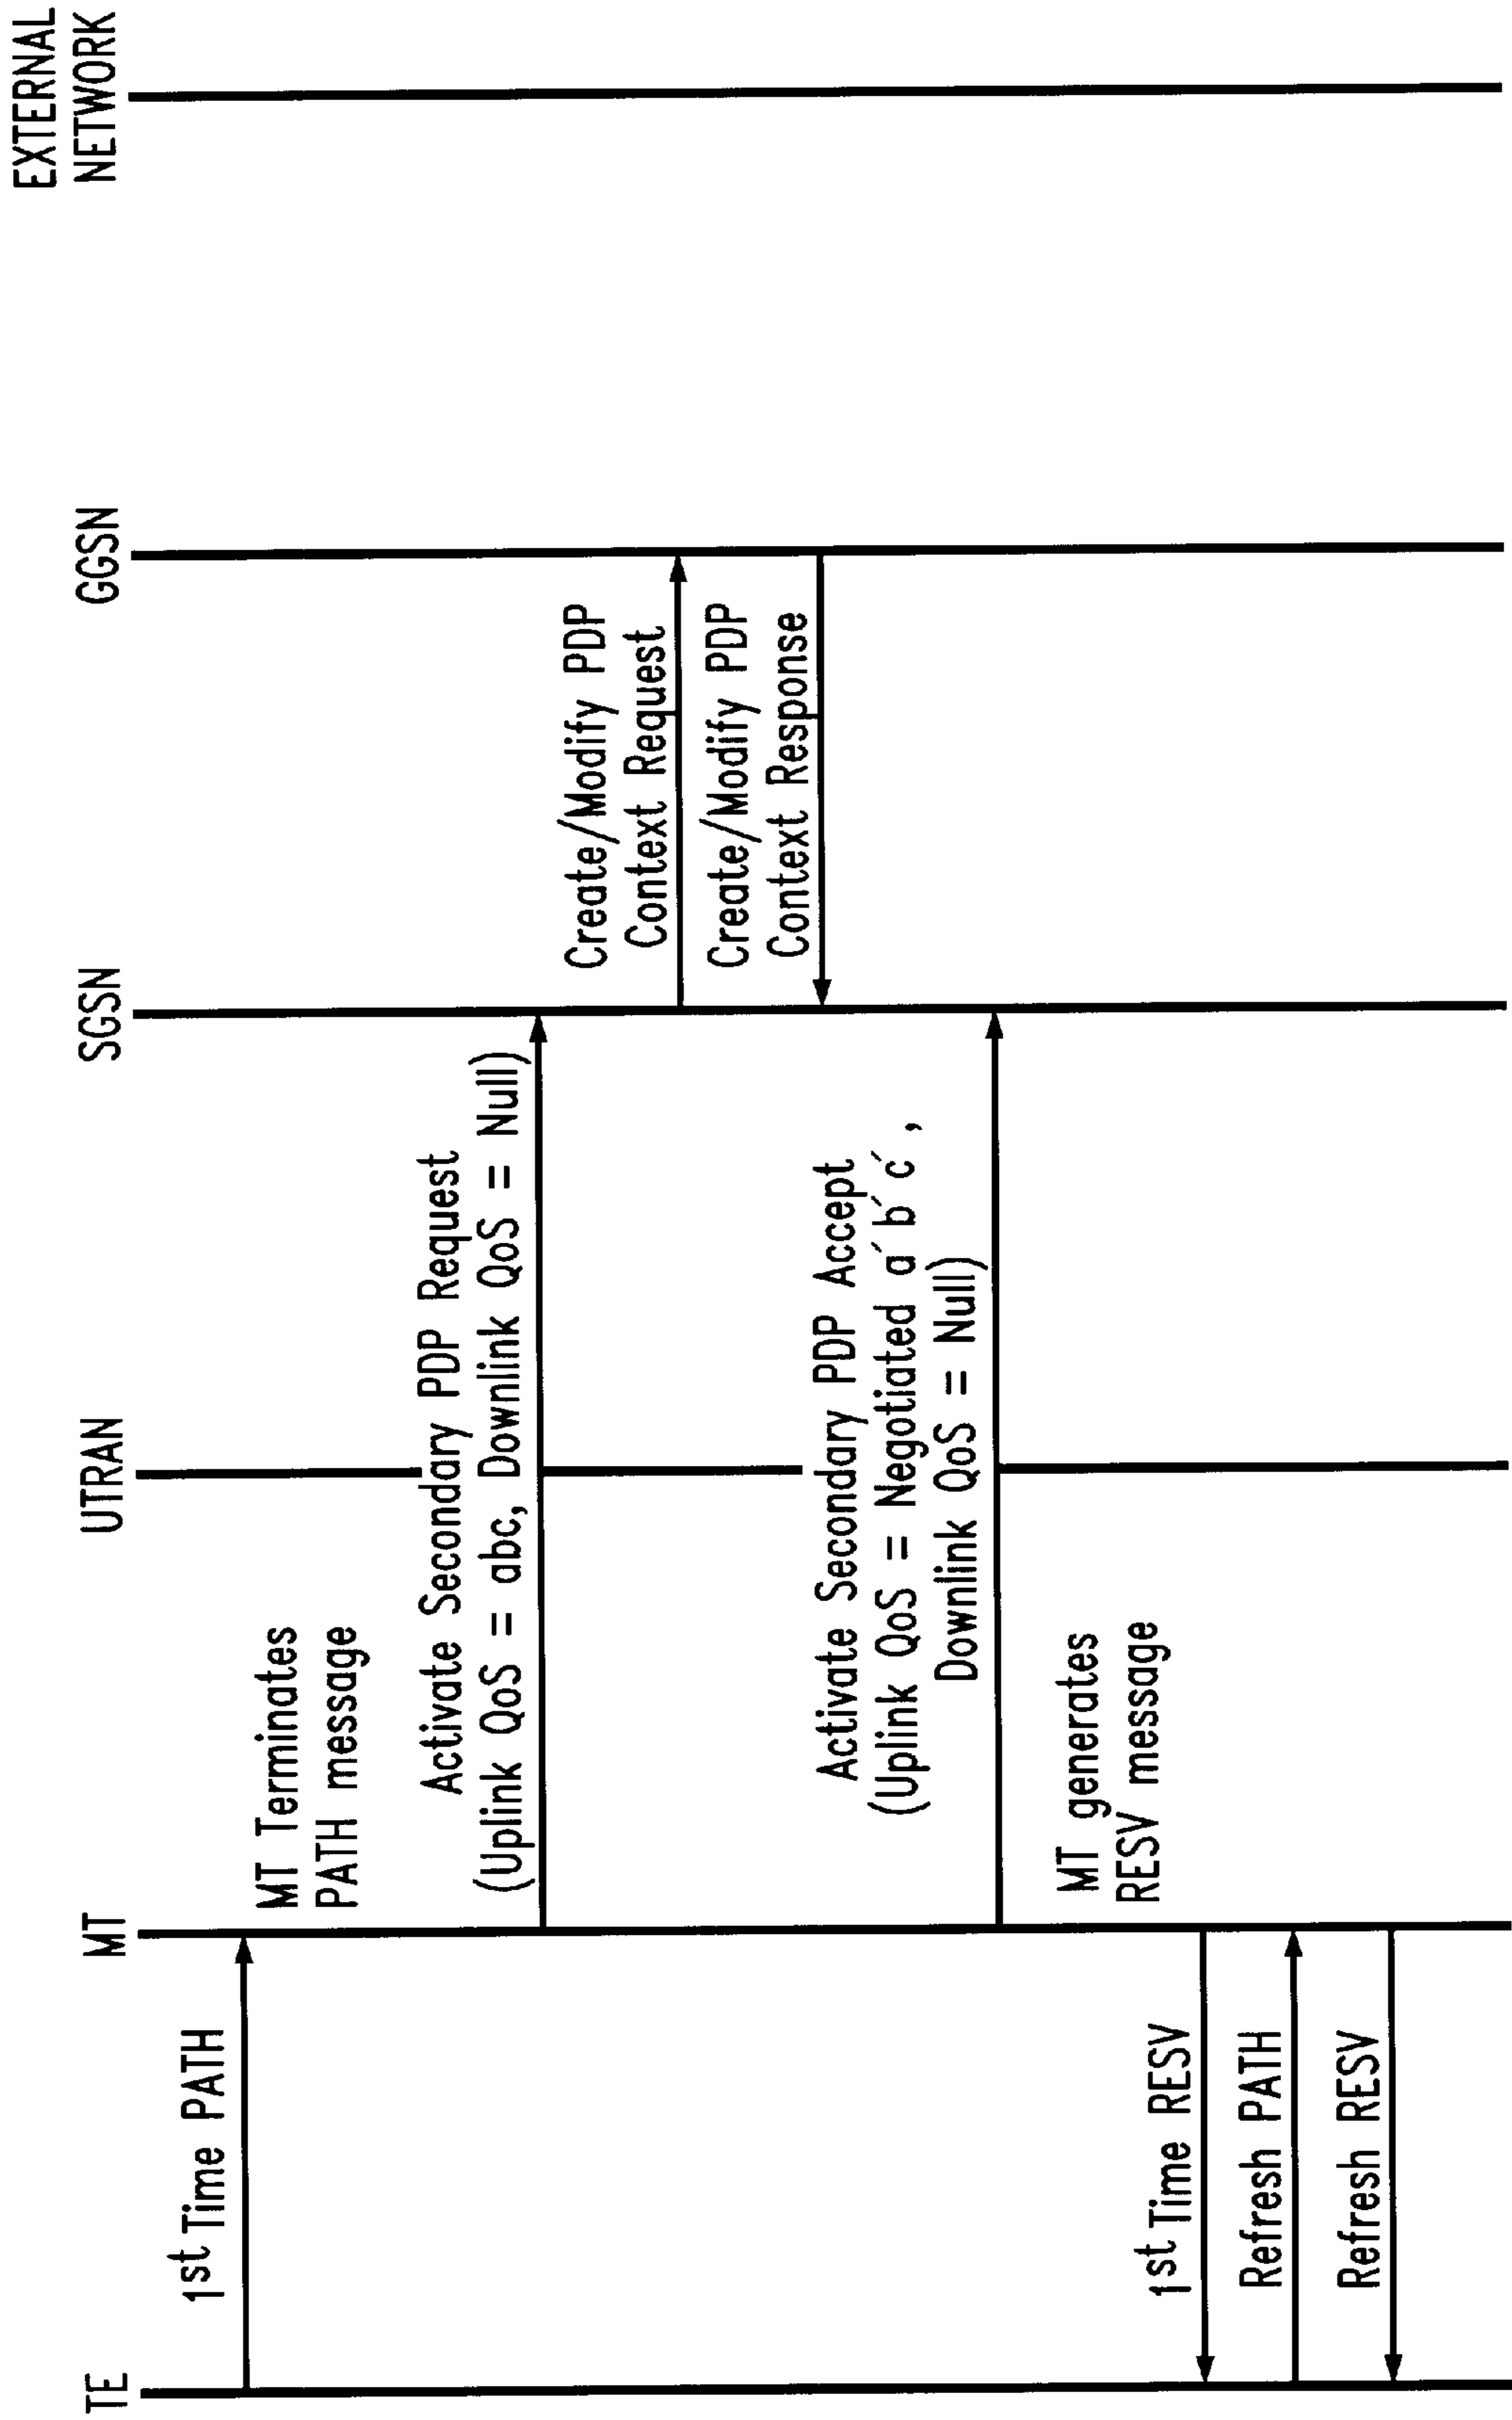 TE
MT
UTRAN
SGSN
GGSN
EXTERNAL
NETWORK
1st Time PATH
MT Terminates
PATH message
Activate Secondary PDP Request
(Uplink QoS = abc, Downlink QoS = Null)
Create/Modify PDP
Context Request
Create/Modify PDP
Context Response
Activate Secondary PDP Accept
(Uplink QoS = Negotiated a´b´c´,
Downlink QoS = Null)
MT generates
RESV message
1st Time RESV
Refresh PATH
Refresh RESV